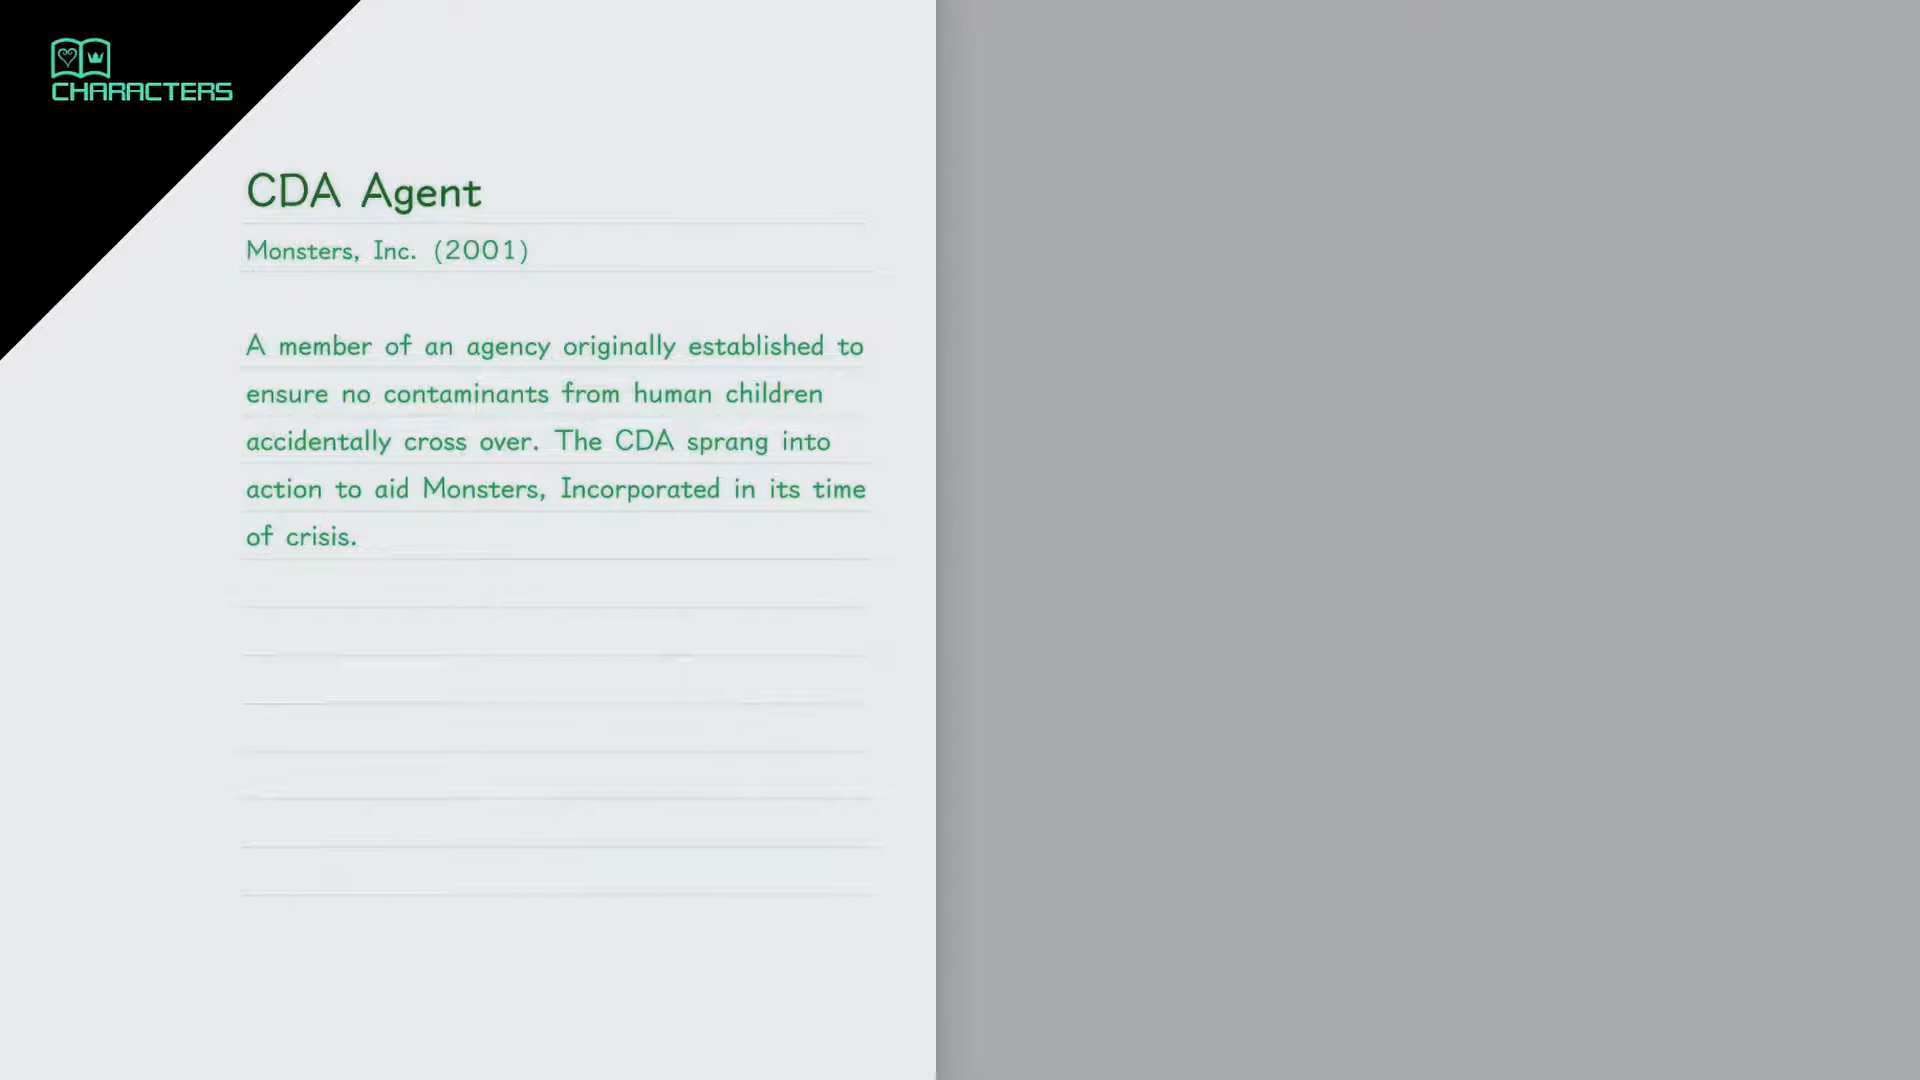 CHARACTERS
CDA Agent
Monsters, Inc. (2001)
A member of an agency originally established to
ensure no contaminants from human children
accidentally cross over. The CDA sprang into
action to aid Monsters, Incorporated in its time
of crisis.